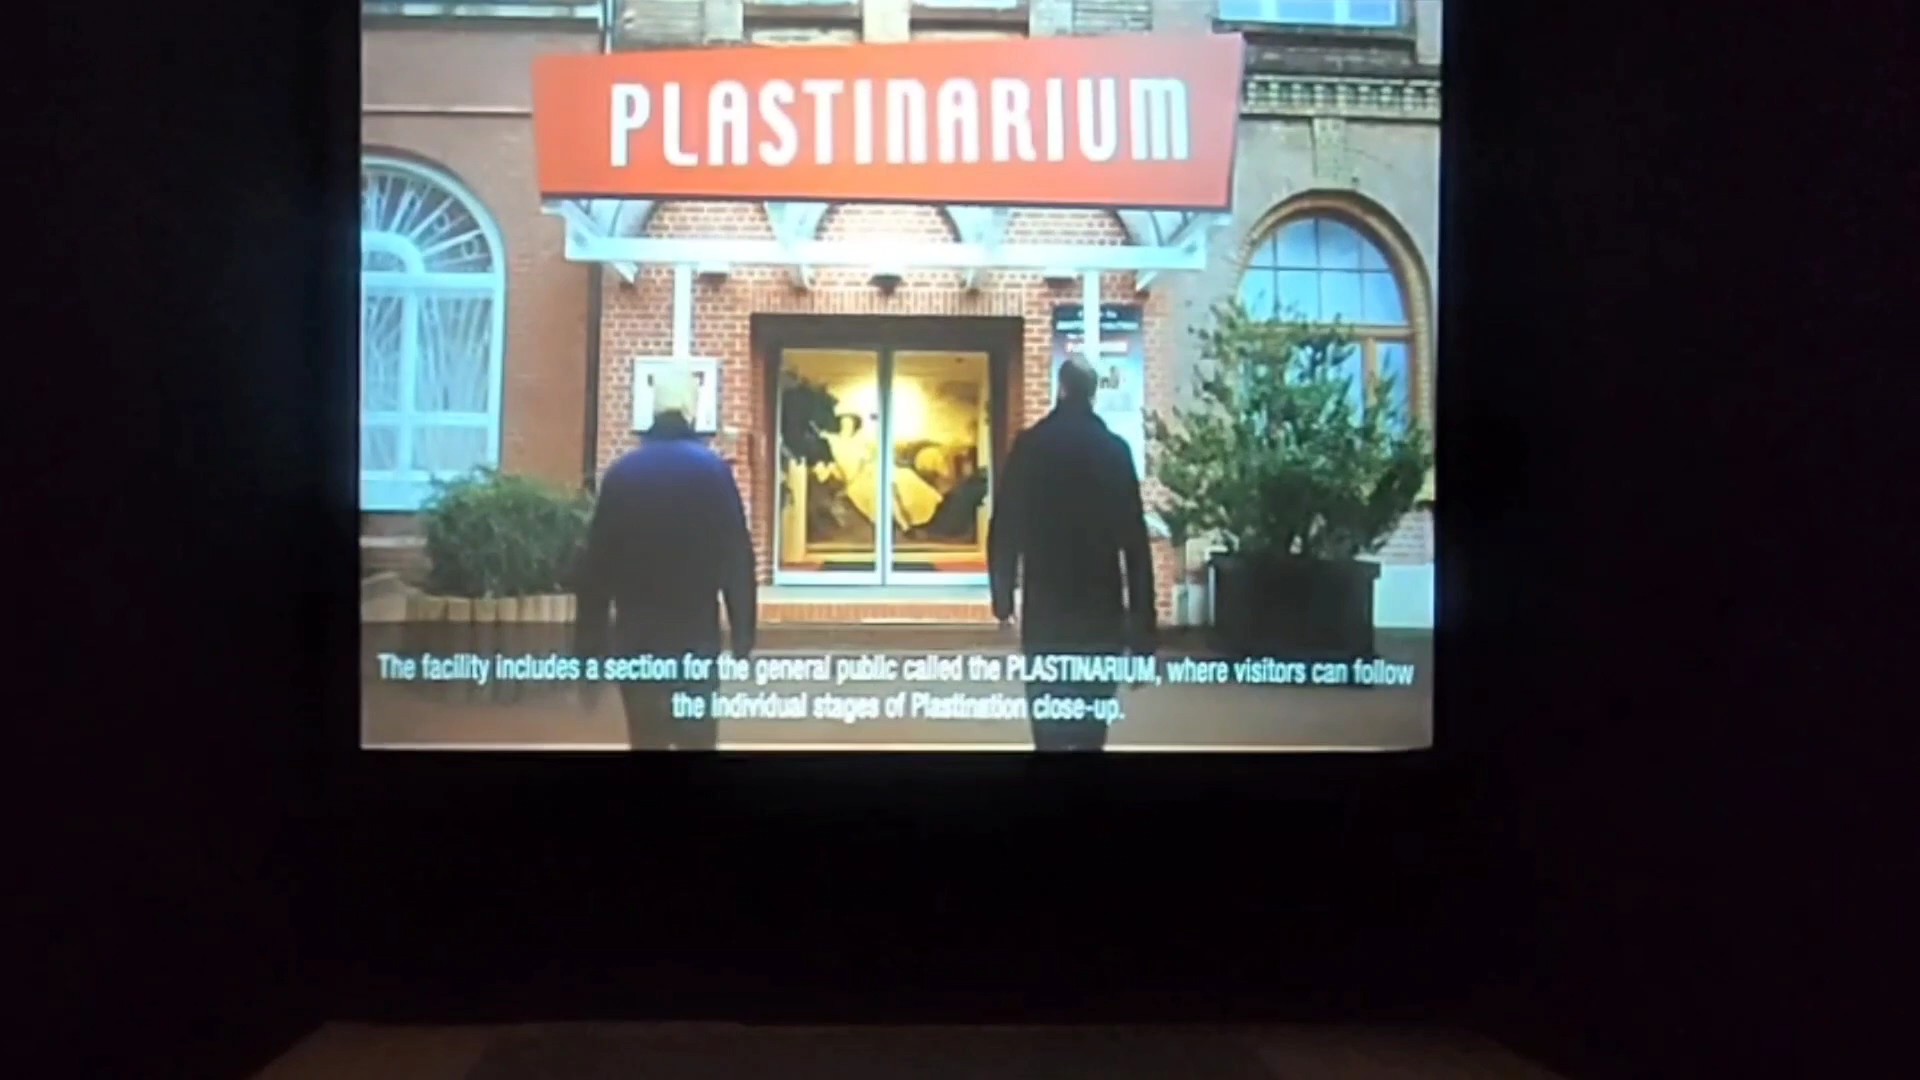 PLASTINARIUM
The facility includes a section for the general public called the PLASTINARIUM, where visitors can follow
the individual stages of Plastination close-up.